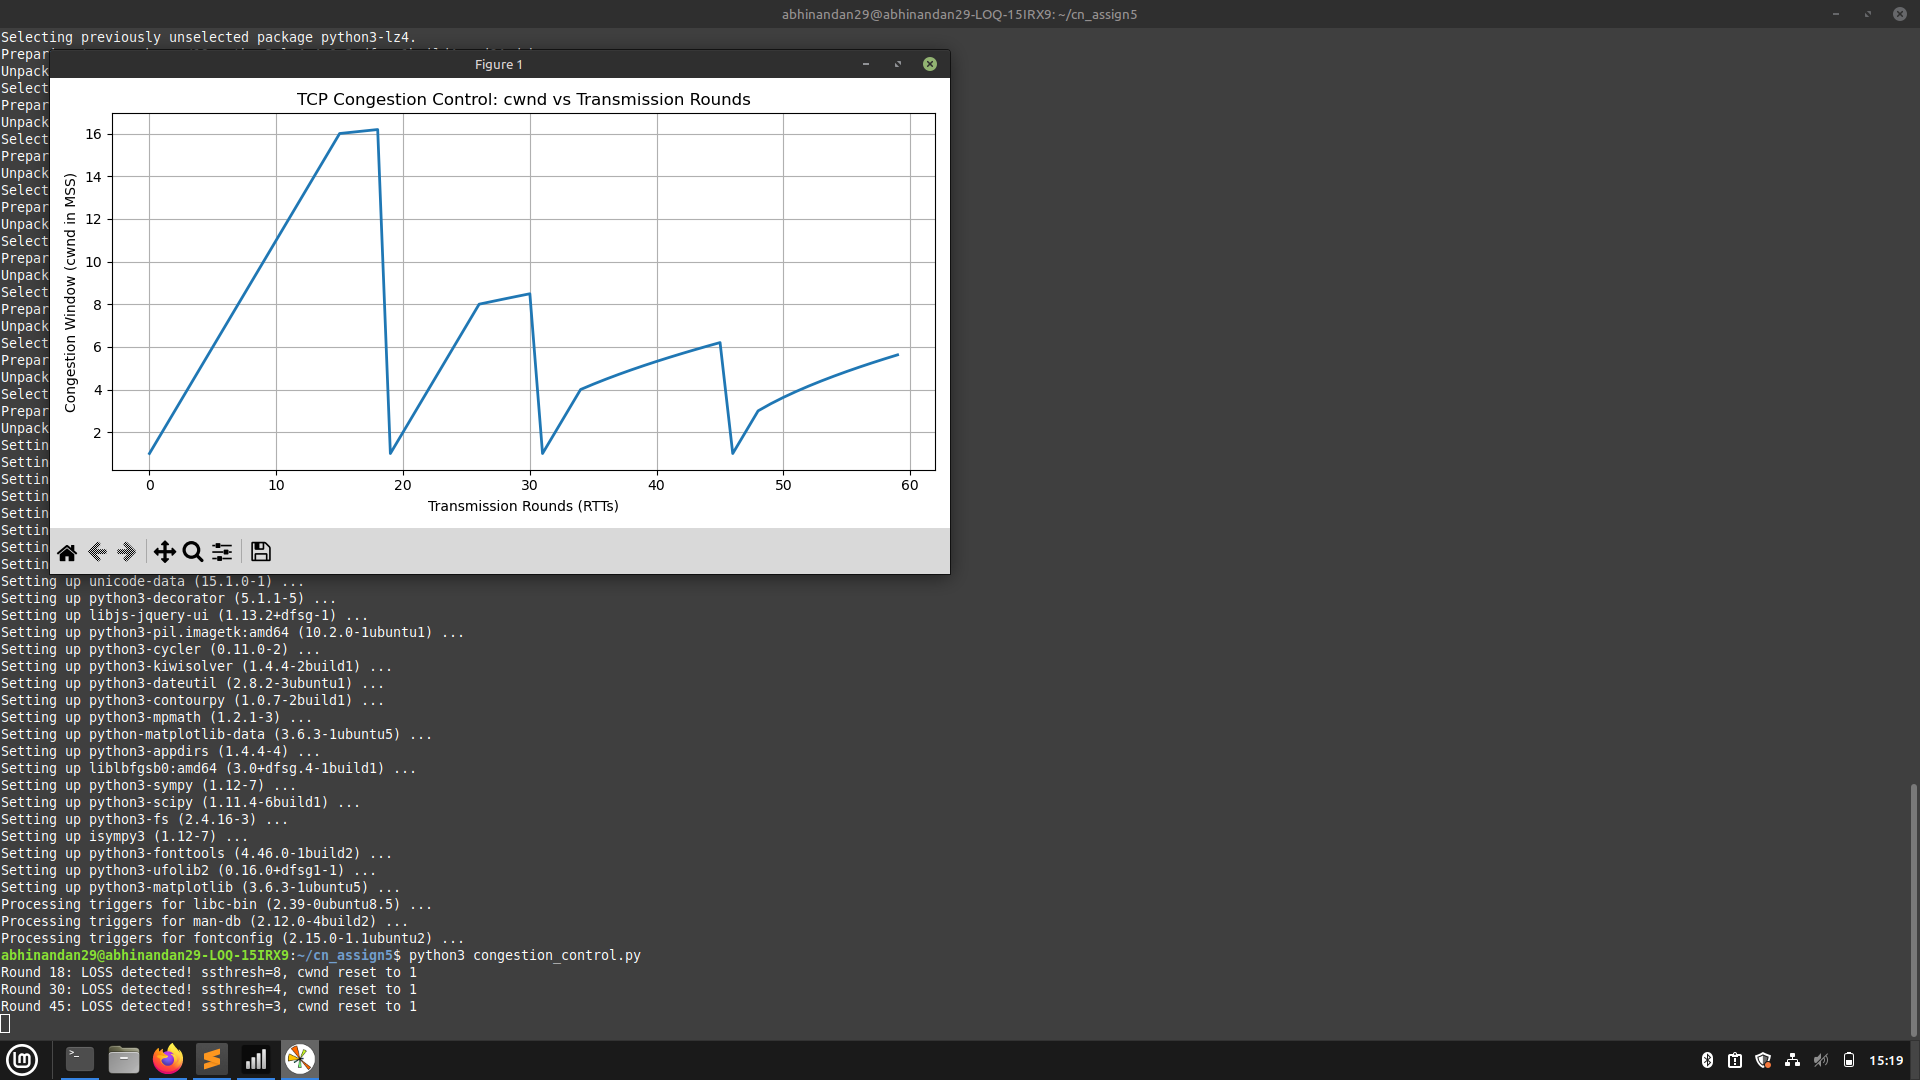 abhinandan29@abhinandan29-LOQ-15IRX9: ~/cn_assign5
Selecting previously unselected package python3-lz4.
Prepar
Unpack
Select
Prepar
Unpack
Select
Prepar
Unpack
Select
Prepar
Unpack
Select
Prepar
Unpack
Select
Prepar
Unpack
Select
Prepar
Unpack
Select
Prepar
Unpack
Settin
Settin
Settin
Settin
Settin
Settin
Settin
Settin
Figure 1
TCP Congestion Control: cwnd vs Transmission Rounds
Congestion Window (cwnd in MSS)
16
14
12
10
8
6
4
2
0 10 20 30 40 50 60
Transmission Rounds (RTTs)
Setting up unicode-data (15.1.0-1) ...
Setting up python3-decorator (5.1.1-5) ...
Setting up libjs-jquery-ui (1.13.2+dfsg-1) ...
Setting up python3-pil.imagetk:amd64 (10.2.0-1ubuntu1) ...
Setting up python3-cycler (0.11.0-2) ...
Setting up python3-kiwisolver (1.4.4-2build1) ...
Setting up python3-dateutil (2.8.2-3ubuntu1) ...
Setting up python3-contourpy (1.0.7-2build1) ...
Setting up python3-mpmath (1.2.1-3) ...
Setting up python-matplotlib-data (3.6.3-1ubuntu5) ...
Setting up python3-appdirs (1.4.4-4) ...
Setting up liblbfgsb0:amd64 (3.0+dfsg.4-1build1) ...
Setting up python3-sympy (1.12-7) ...
Setting up python3-scipy (1.11.4-6build1) ...
Setting up python3-fs (2.4.16-3) ...
Setting up isympy3 (1.12-7) ...
Setting up python3-fonttools (4.46.0-1build2) ...
Setting up python3-ufolib2 (0.16.0+dfsg1-1) ...
Setting up python3-matplotlib (3.6.3-1ubuntu5) ...
Processing triggers for libc-bin (2.39-0ubuntu8.5) ...
Processing triggers for man-db (2.12.0-4build2) ...
Processing triggers for fontconfig (2.15.0-1.1ubuntu2) ...
abhinandan29@abhinandan29-LOQ-15IRX9:~/cn_assign5$ python3 congestion_control.py
Round 18: LOSS detected! ssthresh=8, cwnd reset to 1
Round 30: LOSS detected! ssthresh=4, cwnd reset to 1
Round 45: LOSS detected! ssthresh=3, cwnd reset to 1
15:19